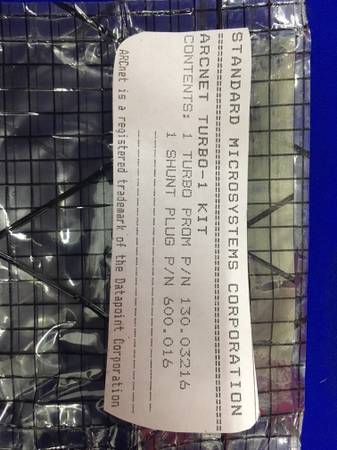 STANDARD MICROSYSTEMS CORPORATION
==================================
ARCNET TURBO-1 KIT
CONTENTS: 1 TURBO PROM P/N 130.03216
1 SHUNT PLUG P/N 600.016
ARCnet is a registered trademark of the Datapoint Corporation